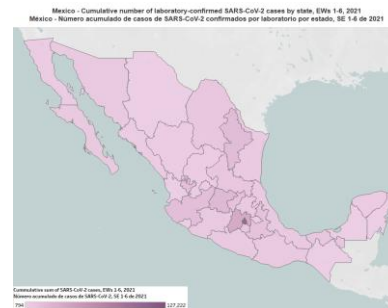 Mexico - Cumulative number of laboratory-confirmed SARS-CoV-2 cases by state, EWs 1-6, 2021
México - Número acumulado de casos de SARS-CoV-2 confirmados por laboratorio por estado, SE 1-6 de 2021
Cummulative sum of SARS-CoV-2 cases, EWs 1-6, 2021
Número acumulado de casos de SARS-CoV-2, SE 1-6 de 2021
794 127,222